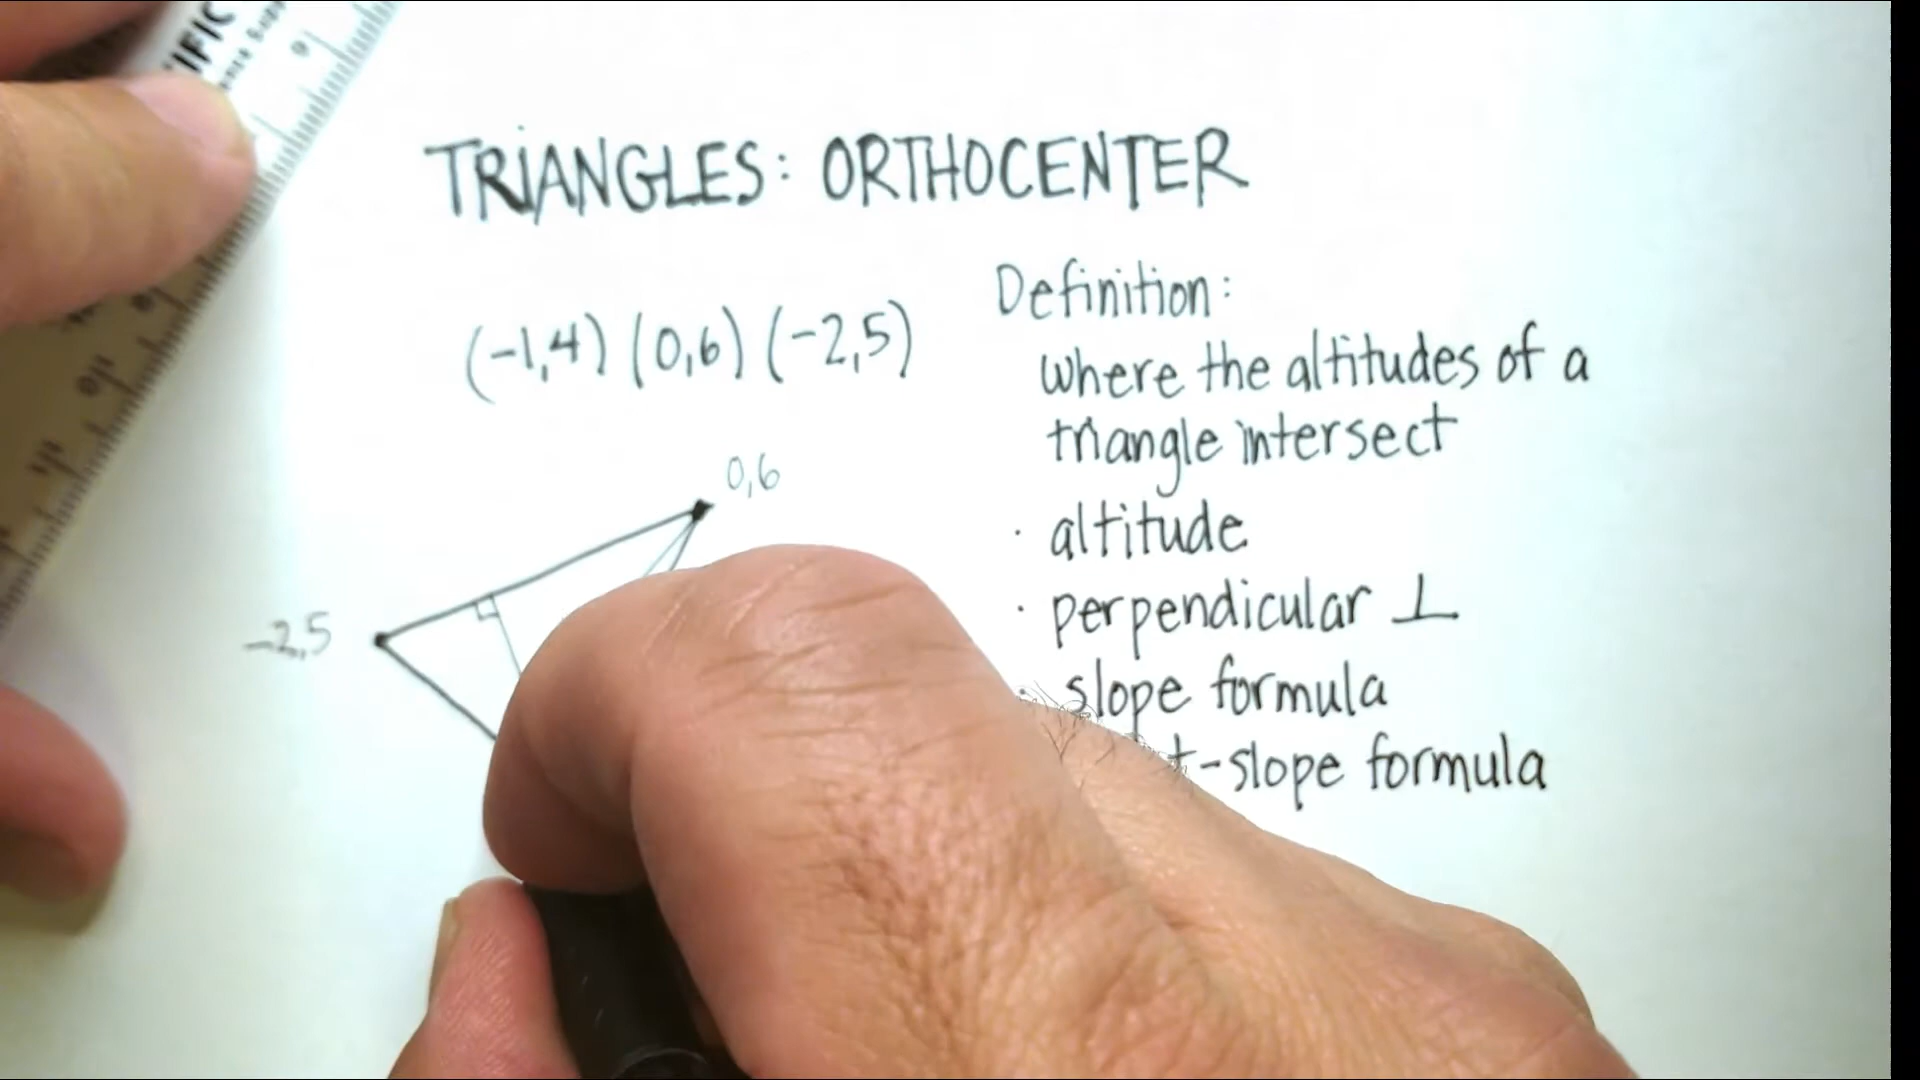 TRIANGLES: ORTHOCENTER
(-1,4) (0,6) (-2,5)
Definition:
where the altitudes of a
triangle intersect
0,6
· altitude
· perpendicular ⊥
-2,5
slope formula
t-slope formula